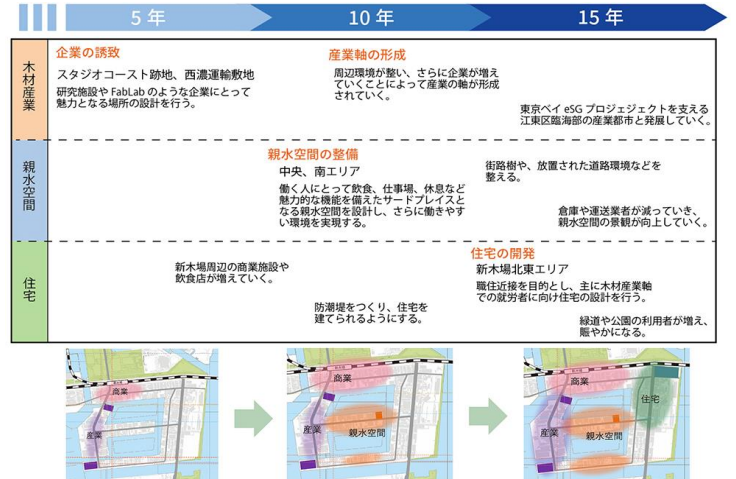 5 年
10 年
15 年
木材産業
企業の誘致
スタジオコースト跡地、西濃運輸敷地
研究施設や FabLab のような企業にとって
魅力となる場所の設計を行う。
産業軸の形成
周辺環境が整い、さらに企業が増え
ていくことによって産業の軸が形成
されていく。
東京ベイ eSG プロジェジェクトを支える
江東区臨海部の産業都市と発展していく。
親水空間
親水空間の整備
中央、南エリア
働く人にとって飲食、仕事場、休息など
魅力的な機能を備えたサードプレイスと
なる親水空間を設計し、さらに働きやす
い環境を実現する。
街路樹や、放置された道路環境などを
整える。
倉庫や運送業者が減っていき、
親水空間の景観が向上していく。
住宅
新木場周辺の商業施設や
飲食店が増えていく。
防潮堤をつくり、住宅を
建てられるようにする。
住宅の開発
新木場北東エリア
職住近接を目的とし、主に木材産業軸
での就労者に向け住宅の設計を行う。
緑道や公園の利用者が増え、
賑やかになる。
商業
産業
商業
産業
親水空間
商業
住宅
産業
親水空間